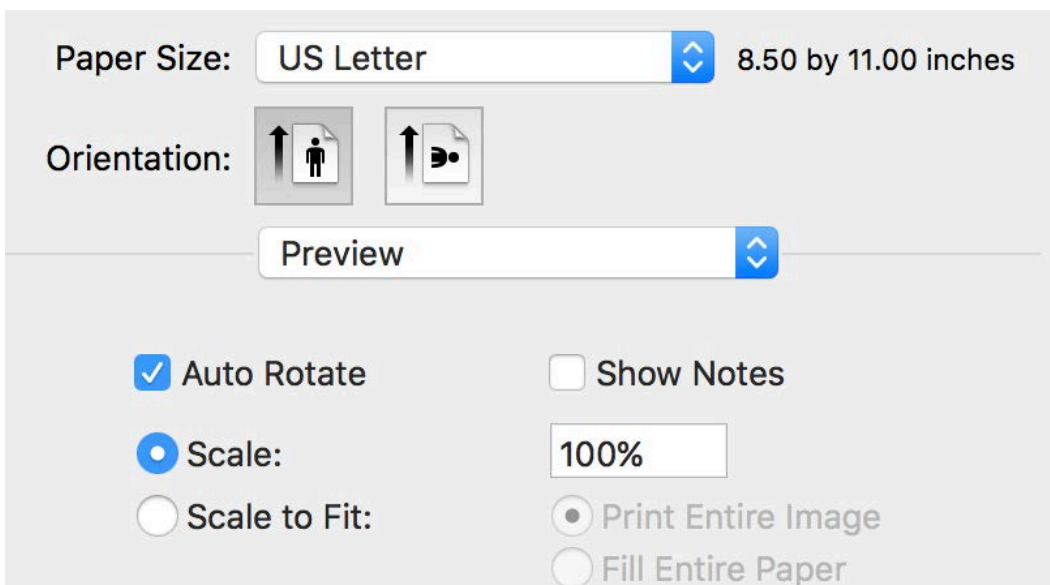 Paper Size: US Letter 8.50 by 11.00 inches
Orientation:
Preview
Auto Rotate Show Notes
Scale: 100%
Scale to Fit: Print Entire Image
Fill Entire Paper